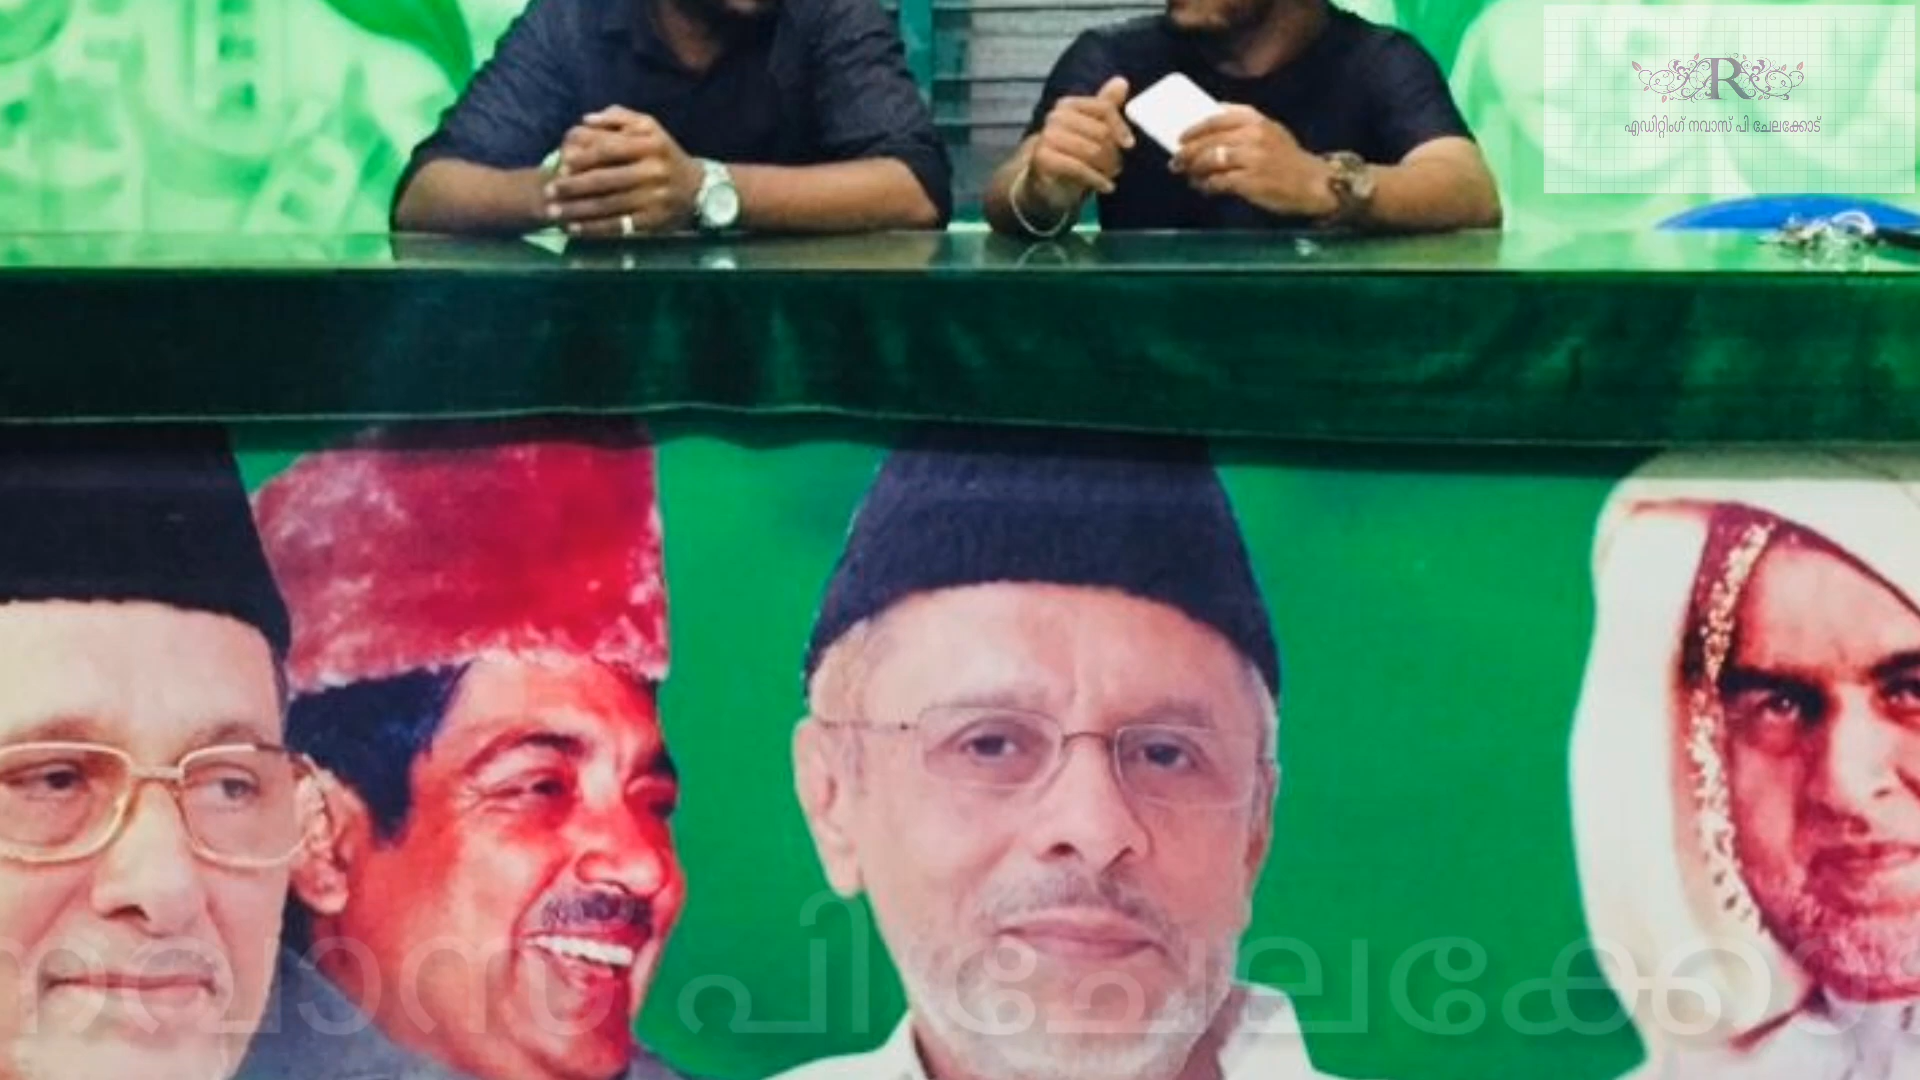 R
എഡിറ്റിംഗ് നവാസ് പി ചേലക്കോട്
നവാസ് പി ചേലക്കോട്